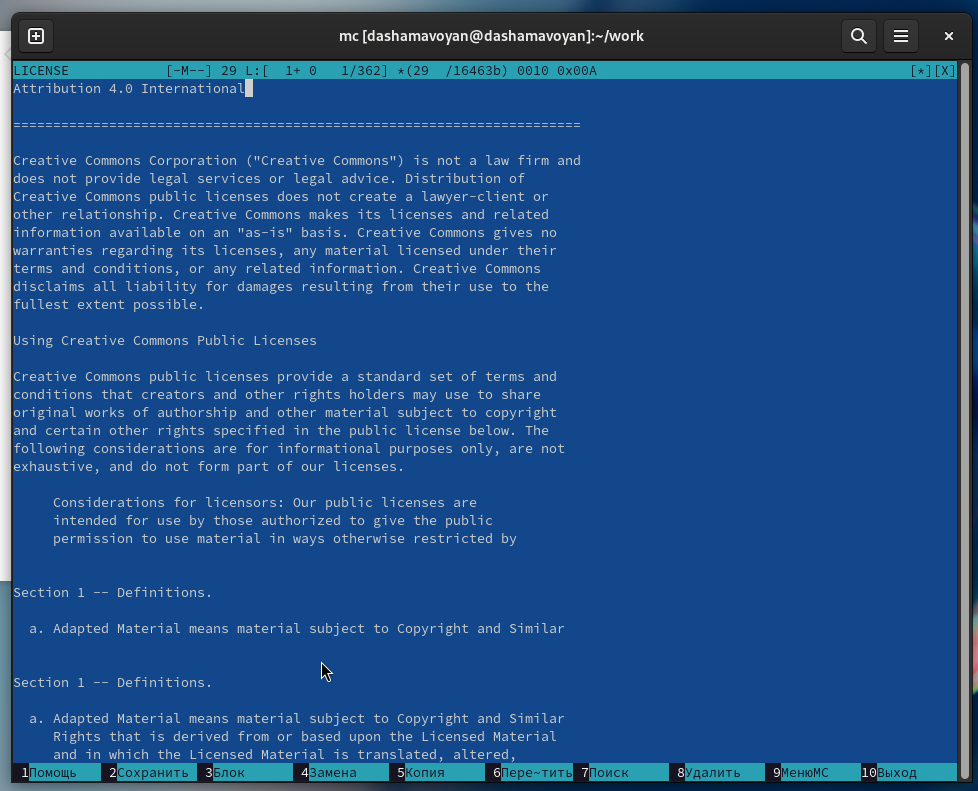 mc [dashamavoyan@dashamavoyan]:~/work
LICENSE [-M--] 29 L:[ 1+ 0 1/362] *(29 /16463b) 0010 0x00A [*][X]
Attribution 4.0 International
=======================================================================
Creative Commons Corporation ("Creative Commons") is not a law firm and
does not provide legal services or legal advice. Distribution of
Creative Commons public licenses does not create a lawyer-client or
other relationship. Creative Commons makes its licenses and related
information available on an "as-is" basis. Creative Commons gives no
warranties regarding its licenses, any material licensed under their
terms and conditions, or any related information. Creative Commons
disclaims all liability for damages resulting from their use to the
fullest extent possible.
Using Creative Commons Public Licenses
Creative Commons public licenses provide a standard set of terms and
conditions that creators and other rights holders may use to share
original works of authorship and other material subject to copyright
and certain other rights specified in the public license below. The
following considerations are for informational purposes only, are not
exhaustive, and do not form part of our licenses.
Considerations for licensors: Our public licenses are
intended for use by those authorized to give the public
permission to use material in ways otherwise restricted by
Section 1 -- Definitions.
a. Adapted Material means material subject to Copyright and Similar
Section 1 -- Definitions.
a. Adapted Material means material subject to Copyright and Similar
Rights that is derived from or based upon the Licensed Material
and in which the Licensed Material is translated, altered,
1Помощь 2Сохранить 3Блок 4Замена 5Копия 6Пере~тить 7Поиск 8Удалить 9МенюMC 10Выход